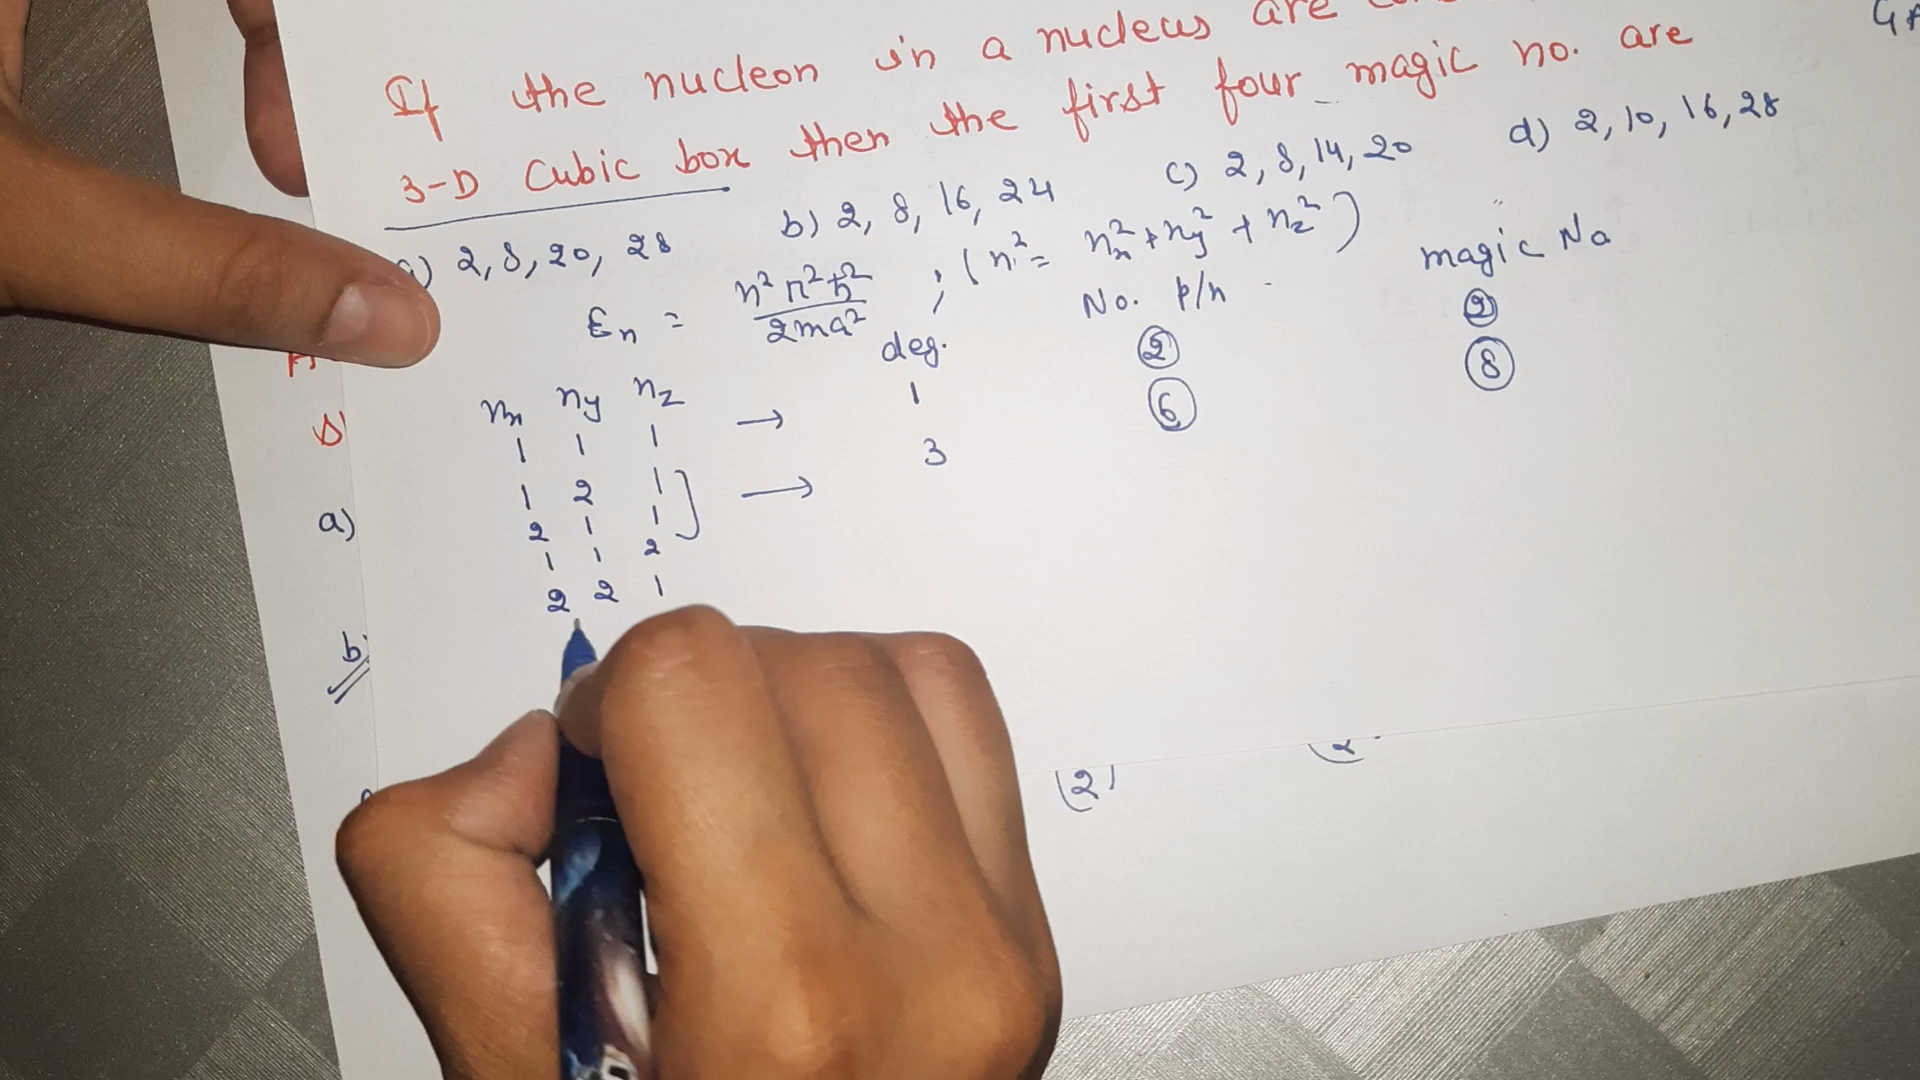 If the nucleon in a nucleus are
3-D Cubic box then the first four magic no. are
a) 2, 8, 20, 28 b) 2, 8, 16, 24 c) 2, 8, 14, 20 d) 2, 10, 16, 28
En = n²π²ħ² / 2ma² ; (n² = nx² + ny² + nz²)
nx ny nz deg. No. p/n magic No
1 1 1 → 1 (2) (2)
1 2 1 → 3 (6) (8)
2 1 1
1 1 2
2 2 1
a)
b)
(2)